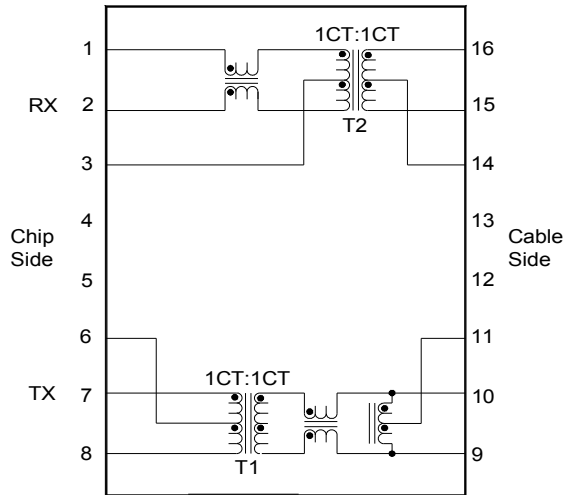 1CT:1CT
1 16
RX 2 15
T2
3 14
4 13
Chip Side
Cable Side
5 12
6 11
1CT:1CT
TX 7 10
8 9
T1